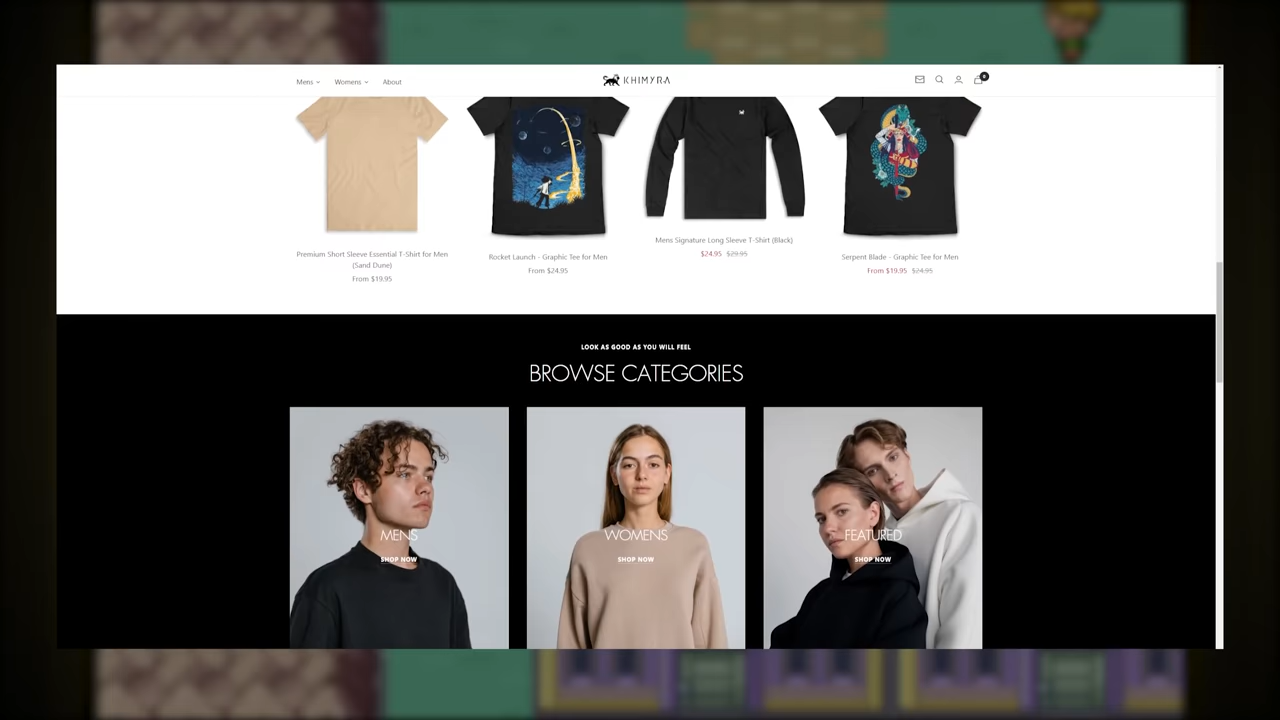 Mens
Womens
About
KHIMYRA
0
Premium Short Sleeve Essential T-Shirt for Men
(Sand Dune)
From $19.95
Rocket Launch - Graphic Tee for Men
From $24.95
Mens Signature Long Sleeve T-Shirt (Black)
$24.95 $29.95
Serpent Blade - Graphic Tee for Men
From $19.95 $24.95
LOOK AS GOOD AS YOU WILL FEEL
BROWSE CATEGORIES
MENS
SHOP NOW
WOMENS
SHOP NOW
FEATURED
SHOP NOW